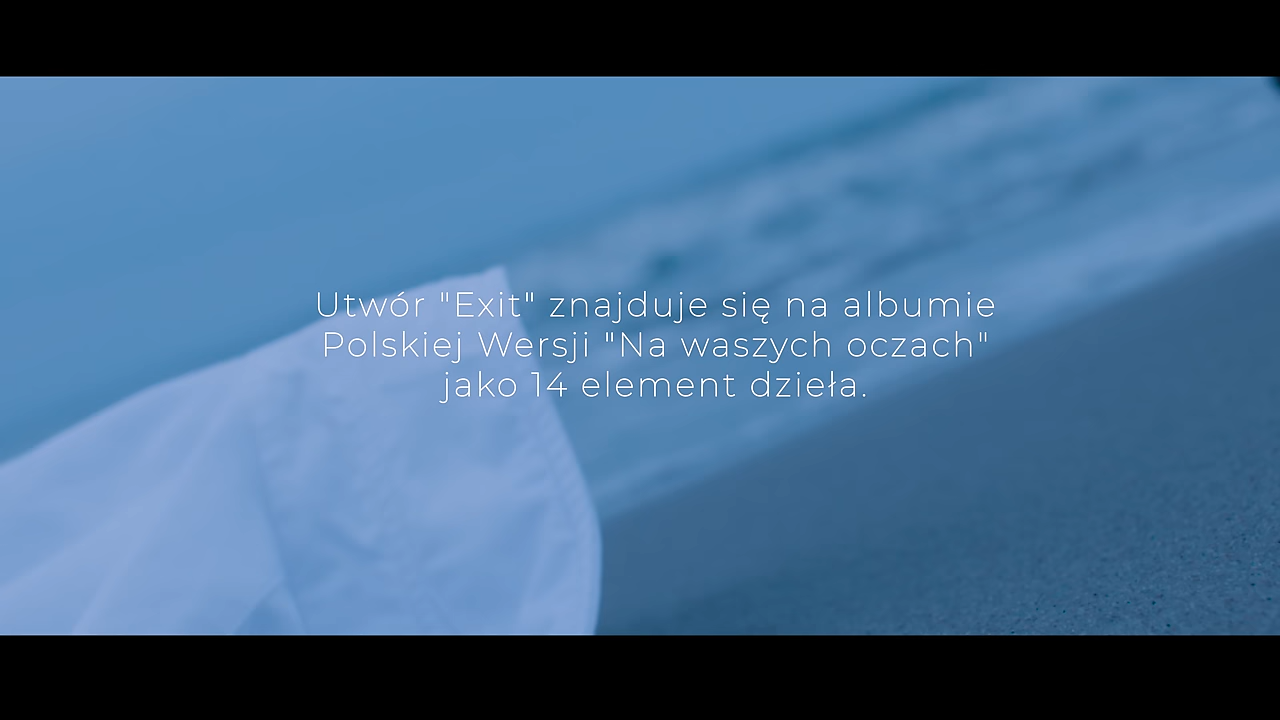 Utwór "Exit" znajduje się na albumie
Polskiej Wersji "Na waszych oczach"
jako 14 element dzieła.